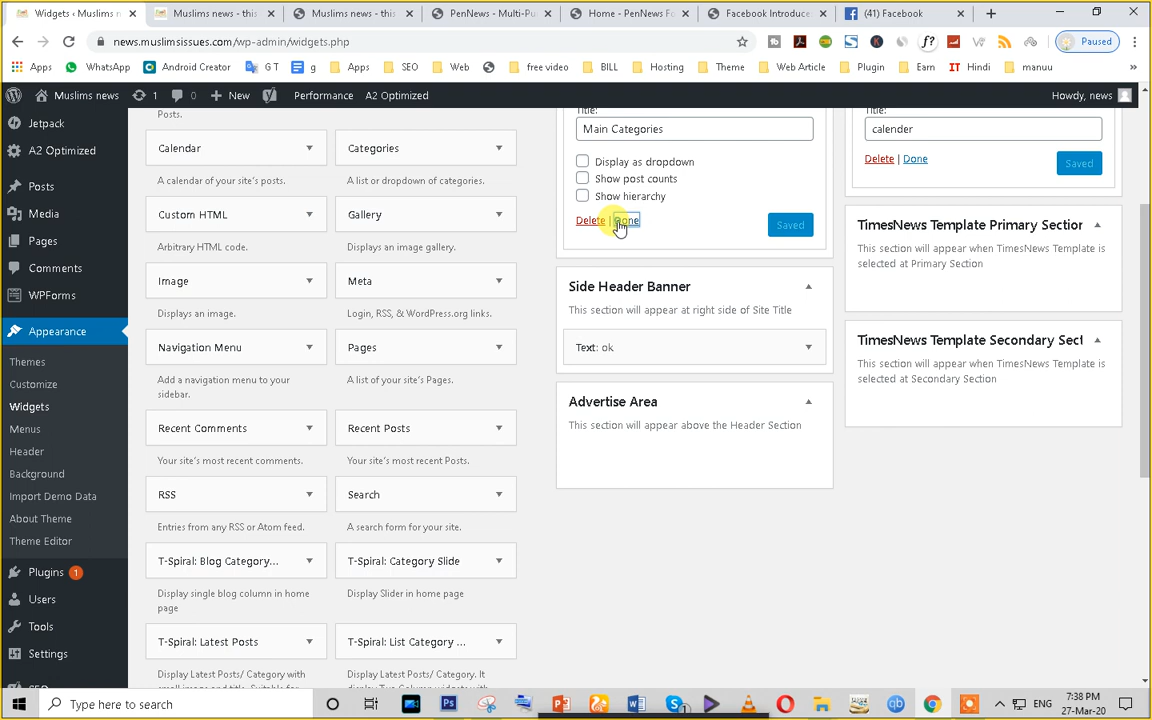 Widgets ‹ Muslims n
Muslims news - this
Muslims news - this
PenNews - Multi-Pu
Home - PenNews F
Facebook Introduce
(41) Facebook
news.muslimsissues.com/wp-admin/widgets.php
Paused
Apps
WhatsApp
Android Creator
G T
g
Apps
SEO
Web
free video
BILL
Hosting
Theme
Web Article
Plugin
Earn
Hindi
manuu
Muslims news
1
0
New
Performance
A2 Optimized
Howdy, news
Jetpack
A2 Optimized
Posts
Media
Pages
Comments
WPForms
Appearance
Themes
Customize
Widgets
Menus
Header
Background
Import Demo Data
About Theme
Theme Editor
Plugins 1
Users
Tools
Settings
Posts.
Calendar
A calendar of your site's posts.
Categories
A list or dropdown of categories.
Custom HTML
Arbitrary HTML code.
Gallery
Displays an image gallery.
Image
Displays an image.
Meta
Login, RSS, & WordPress.org links.
Navigation Menu
Add a navigation menu to your
sidebar.
Pages
A list of your site's Pages.
Recent Comments
Your site's most recent comments.
Recent Posts
Your site's most recent Posts.
RSS
Entries from any RSS or Atom feed.
Search
A search form for your site.
T-Spiral: Blog Category...
Display single blog column in home
page
T-Spiral: Category Slide
Display Slider in home page
T-Spiral: Latest Posts
Display Latest Posts/ Category with
T-Spiral: List Category ...
Display Latest Posts/ Category. It
Title:
Main Categories
Display as dropdown
Show post counts
Show hierarchy
Delete | Done
Saved
Side Header Banner
This section will appear at right side of Site Title
Text: ok
Advertise Area
This section will appear above the Header Section
Title:
calender
Delete | Done
Saved
TimesNews Template Primary Section
This section will appear when TimesNews Template is
selected at Primary Section
TimesNews Template Secondary Sect
This section will appear when TimesNews Template is
selected at Secondary Section
Type here to search
ENG
7:38 PM
27-Mar-20